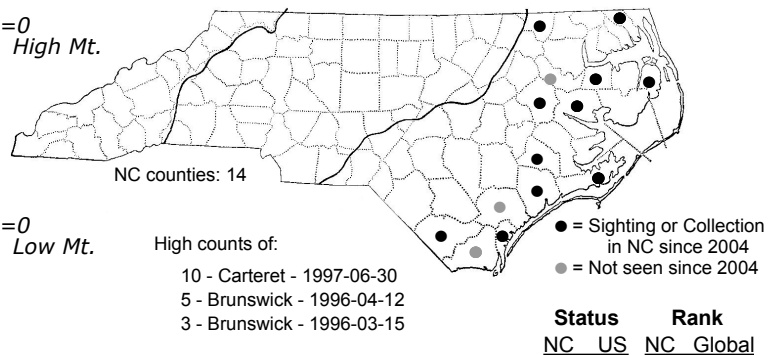 =0
High Mt.
NC counties: 14
=0
Low Mt.
High counts of:
10 - Carteret - 1997-06-30
5 - Brunswick - 1996-04-12
3 - Brunswick - 1996-03-15
= Sighting or Collection
in NC since 2004
= Not seen since 2004
Status Rank
NC US NC Global